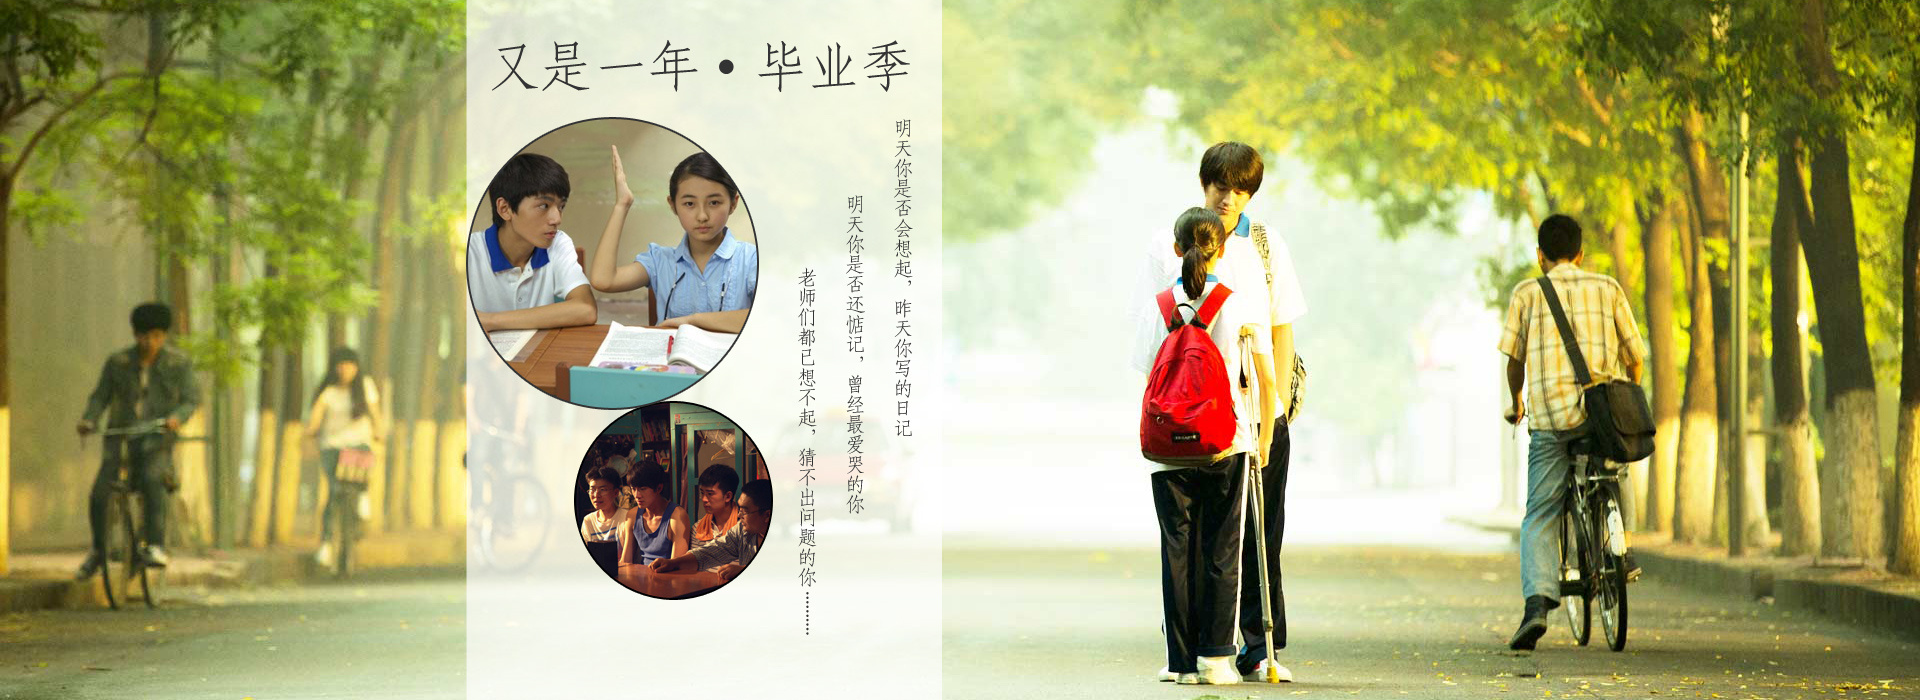 又是一年•毕业季
明天你是否会想起，昨天你写的日记
明天你是否还惦记，曾经最爱哭的你
老师们都已想不起，猜不出问题的你………